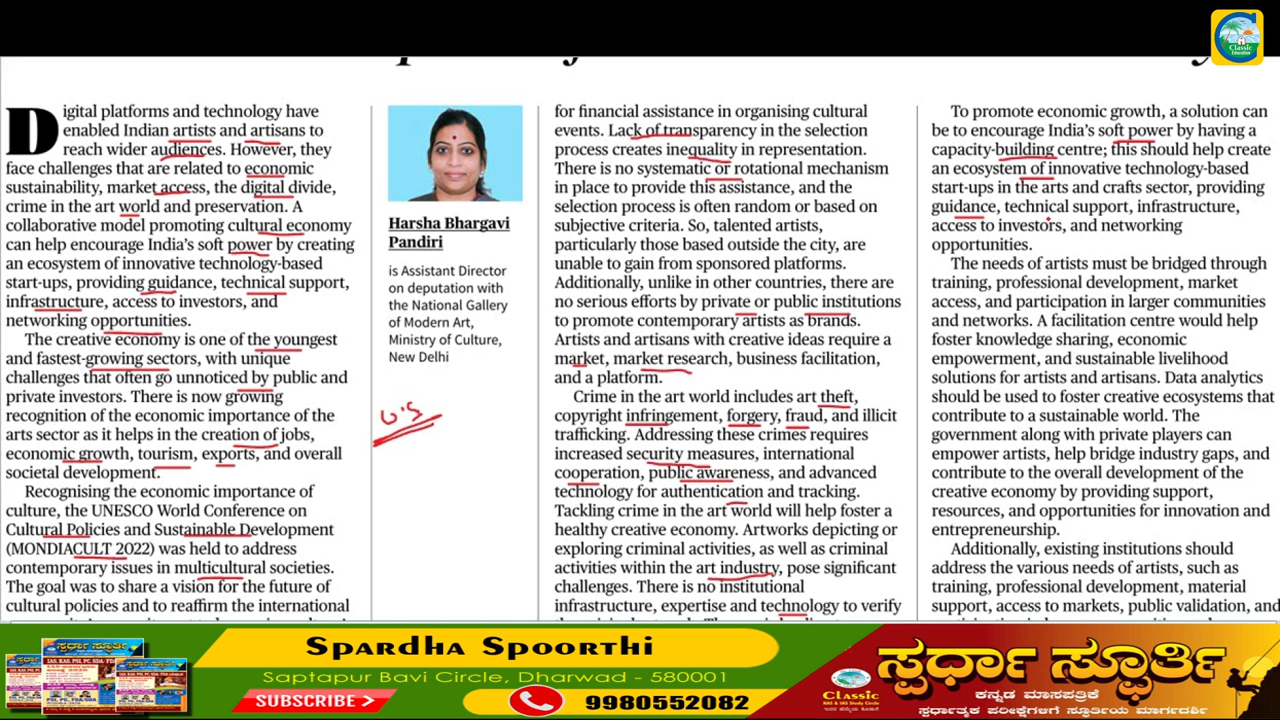 Classic
Education
Digital platforms and technology have
enabled Indian artists and artisans to
reach wider audiences. However, they
face challenges that are related to economic
sustainability, market access, the digital divide,
crime in the art world and preservation. A
collaborative model promoting cultural economy
can help encourage India's soft power by creating
an ecosystem of innovative technology-based
start-ups, providing guidance, technical support,
infrastructure, access to investors, and
networking opportunities.
The creative economy is one of the youngest
and fastest-growing sectors, with unique
challenges that often go unnoticed by public and
private investors. There is now growing
recognition of the economic importance of the
arts sector as it helps in the creation of jobs,
economic growth, tourism, exports, and overall
societal development.
Recognising the economic importance of
culture, the UNESCO World Conference on
Cultural Policies and Sustainable Development
(MONDIACULT 2022) was held to address
contemporary issues in multicultural societies.
The goal was to share a vision for the future of
cultural policies and to reaffirm the international
Harsha Bhargavi
Pandiri
is Assistant Director
on deputation with
the National Gallery
of Modern Art,
Ministry of Culture,
New Delhi
for financial assistance in organising cultural
events. Lack of transparency in the selection
process creates inequality in representation.
There is no systematic or rotational mechanism
in place to provide this assistance, and the
selection process is often random or based on
subjective criteria. So, talented artists,
particularly those based outside the city, are
unable to gain from sponsored platforms.
Additionally, unlike in other countries, there are
no serious efforts by private or public institutions
to promote contemporary artists as brands.
Artists and artisans with creative ideas require a
market, market research, business facilitation,
and a platform.
Crime in the art world includes art theft,
copyright infringement, forgery, fraud, and illicit
trafficking. Addressing these crimes requires
increased security measures, international
cooperation, public awareness, and advanced
technology for authentication and tracking.
Tackling crime in the art world will help foster a
healthy creative economy. Artworks depicting or
exploring criminal activities, as well as criminal
activities within the art industry, pose significant
challenges. There is no institutional
infrastructure, expertise and technology to verify
To promote economic growth, a solution can
be to encourage India's soft power by having a
capacity-building centre; this should help create
an ecosystem of innovative technology-based
start-ups in the arts and crafts sector, providing
guidance, technical support, infrastructure,
access to investors, and networking
opportunities.
The needs of artists must be bridged through
training, professional development, market
access, and participation in larger communities
and networks. A facilitation centre would help
foster knowledge sharing, economic
empowerment, and sustainable livelihood
solutions for artists and artisans. Data analytics
should be used to foster creative ecosystems that
contribute to a sustainable world. The
government along with private players can
empower artists, help bridge industry gaps, and
contribute to the overall development of the
creative economy by providing support,
resources, and opportunities for innovation and
entrepreneurship.
Additionally, existing institutions should
address the various needs of artists, such as
training, professional development, material
support, access to markets, public validation, and
SPARDHA SPOORTHI
Saptapur Bavi Circle, Dharwad - 580001
SUBSCRIBE
9980552082
Classic
KAS & IAS Study Circle
ಸ್ಪರ್ಧಾ ಸ್ಫೂರ್ತಿ
ಕನ್ನಡ ಮಾಸಪತ್ರಿಕೆ
ಸ್ಪರ್ಧಾತ್ಮಕ ಪರೀಕ್ಷೆಗಳಿಗೆ ಸ್ಫೂರ್ತಿಯ ಮಾರ್ಗದರ್ಶಿ